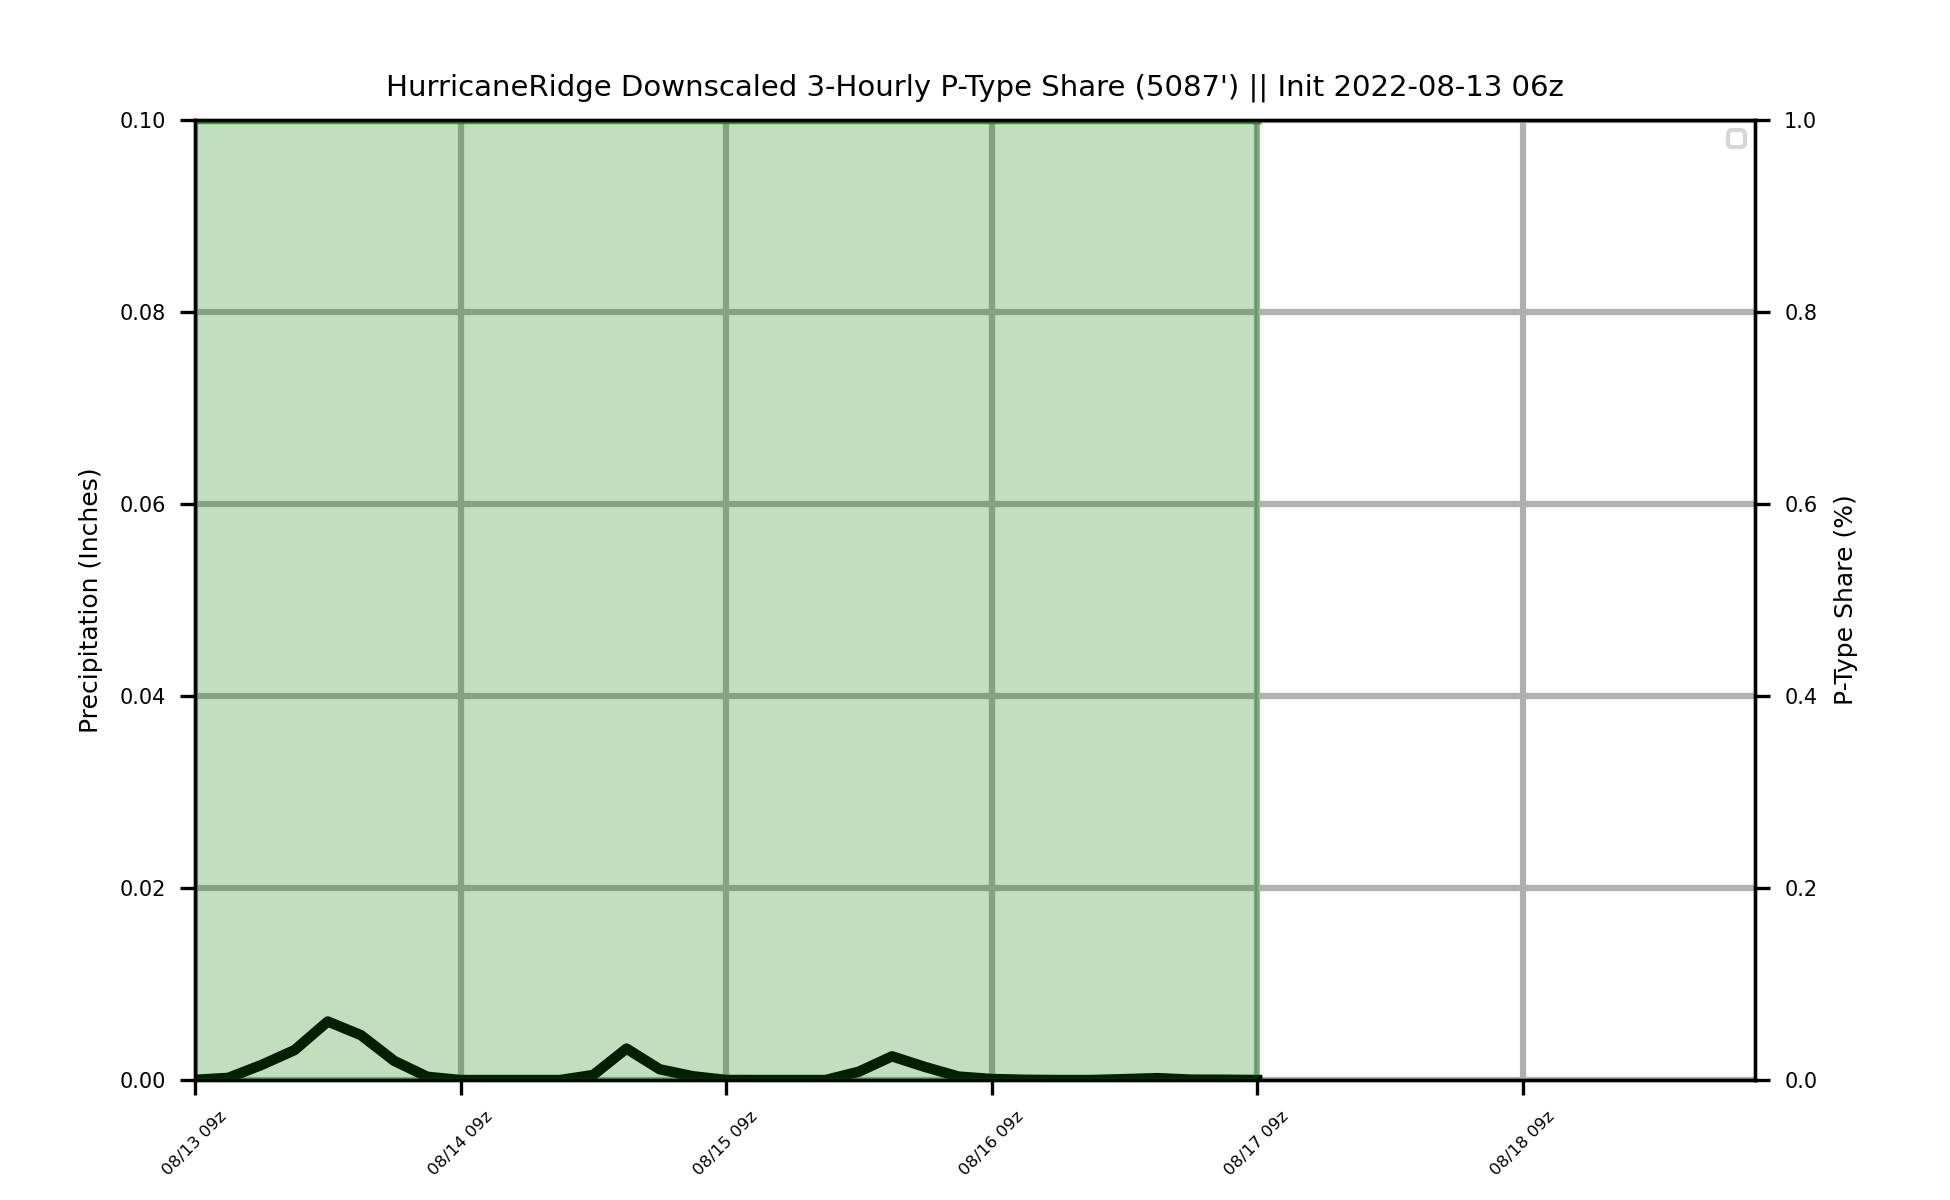 HurricaneRidge Downscaled 3-Hourly P-Type Share (5087') || Init 2022-08-13 06z
0.10
0.08
0.06
0.04
0.02
0.00
Precipitation (Inches)
1.0
0.8
0.6
0.4
0.2
0.0
P-Type Share (%)
08/13 09z
08/14 09z
08/15 09z
08/16 09z
08/17 09z
08/18 09z